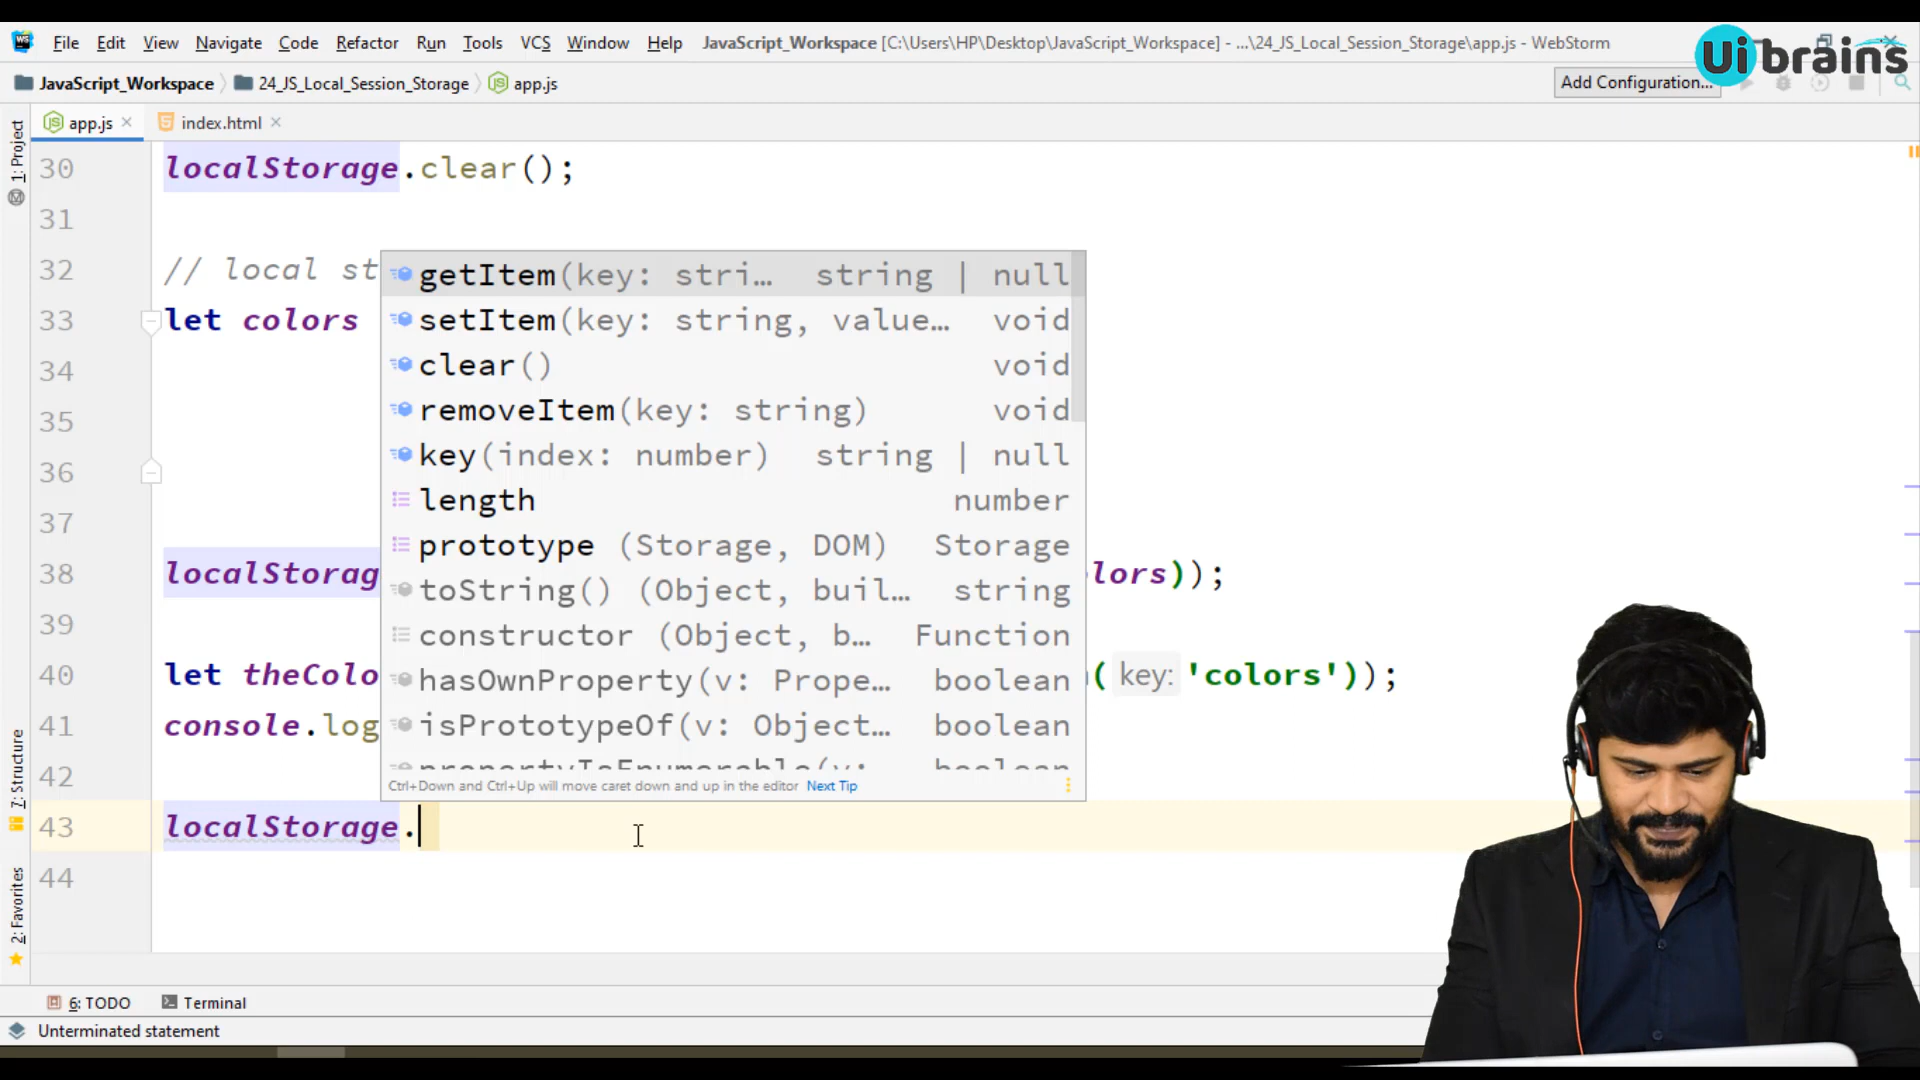 File Edit View Navigate Code Refactor Run Tools VCS Window Help JavaScript_Workspace [C:\Users\HP\Desktop\JavaScript_Workspace] - ...\24_JS_Local_Session_Storage\app.js - WebStorm
Ui brains
JavaScript_Workspace 24_JS_Local_Session_Storage app.js
Add Configuration...
app.js index.html
1: Project
7: Structure
2: Favorites
30 localStorage.clear();
31
32 // local st
33 let colors
34
35
36
37
38 localStorag lors));
39
40 let theColo ( key: 'colors'));
41 console.log
42
43 localStorage.
44
getItem(key: stri… string | null
setItem(key: string, value… void
clear() void
removeItem(key: string) void
key(index: number) string | null
length number
prototype (Storage, DOM) Storage
toString() (Object, buil… string
constructor (Object, b… Function
hasOwnProperty(v: Prope… boolean
isPrototypeOf(v: Object… boolean
propertyIsEnumerable(v: boolean
Ctrl+Down and Ctrl+Up will move caret down and up in the editor Next Tip
6: TODO Terminal
Unterminated statement